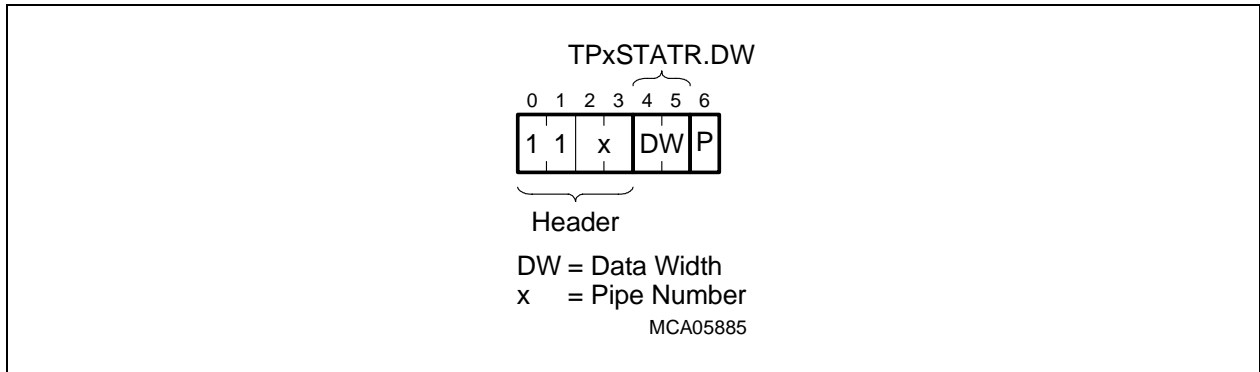 TPxSTATR.DW
0 1 2 3 4 5 6
1 1 x DW P
Header
DW = Data Width
x = Pipe Number
MCA05885